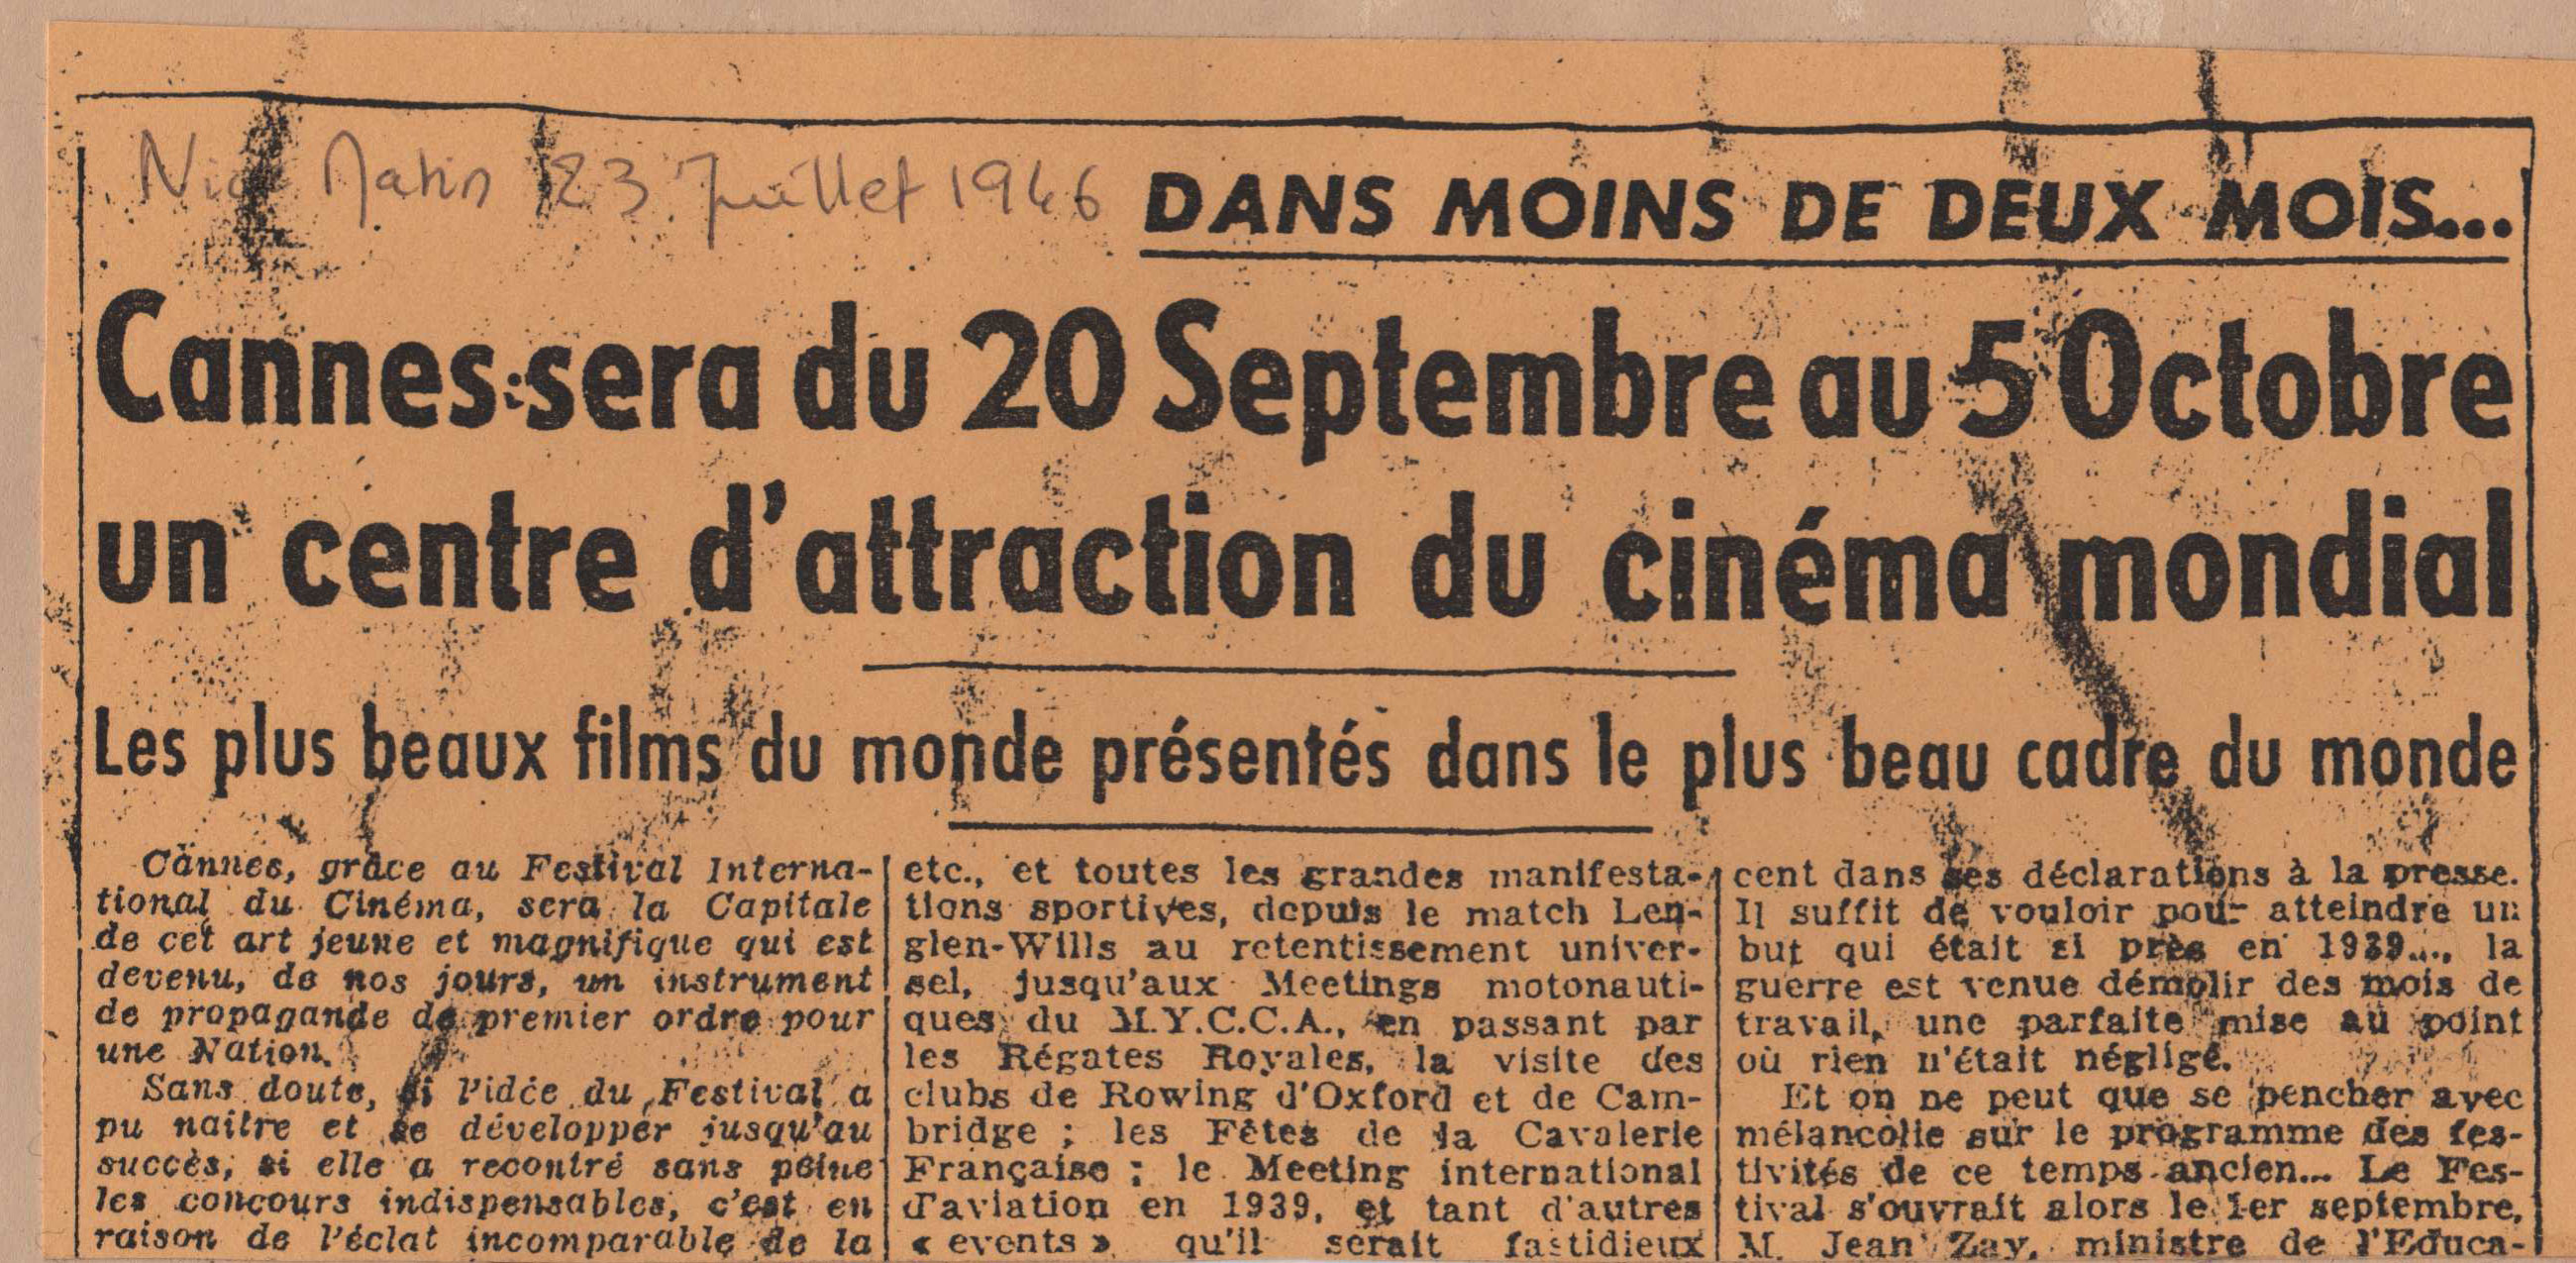 Nice Matin 23 Juillet 1946
DANS MOINS DE DEUX MOIS...
Cannes sera du 20 Septembre au 5 Octobre
un centre d'attraction du cinéma mondial
Les plus beaux films du monde présentés dans le plus beau cadre du monde
Cannes, grâce au Festival Interna-
tional du Cinéma, sera la Capitale
de cet art jeune et magnifique qui est
devenu, de nos jours, un instrument
de propagande de premier ordre pour
une Nation.
Sans doute, si l'idée du Festival a
pu naitre et se développer jusqu'au
succès, si elle a recontré sans peine
les concours indispensables, c'est en
raison de l'éclat incomparable de la
etc., et toutes les grandes manifesta-
tions sportives, depuis le match Len-
glen-Wills au retentissement univer-
sel, jusqu'aux Meetings motonauti-
ques du M.Y.C.C.A., en passant par
les Régates Royales, la visite des
clubs de Rowing d'Oxford et de Cam-
bridge ; les Fêtes de la Cavalerie
Française ; le Meeting international
d'aviation en 1939, et tant d'autres
« events » qu'il serait fastidieux
cent dans ses déclarations à la presse.
Il suffit de vouloir pour atteindre un
but qui était si près en 1939..., la
guerre est venue démolir des mois de
travail, une parfaite mise au point
où rien n'était négligé.
Et on ne peut que se pencher avec
mélancolie sur le programme des fes-
tivités de ce temps ancien... Le Fes-
tival s'ouvrait alors le 1er septembre,
M. Jean Zay, ministre de l'Educa-